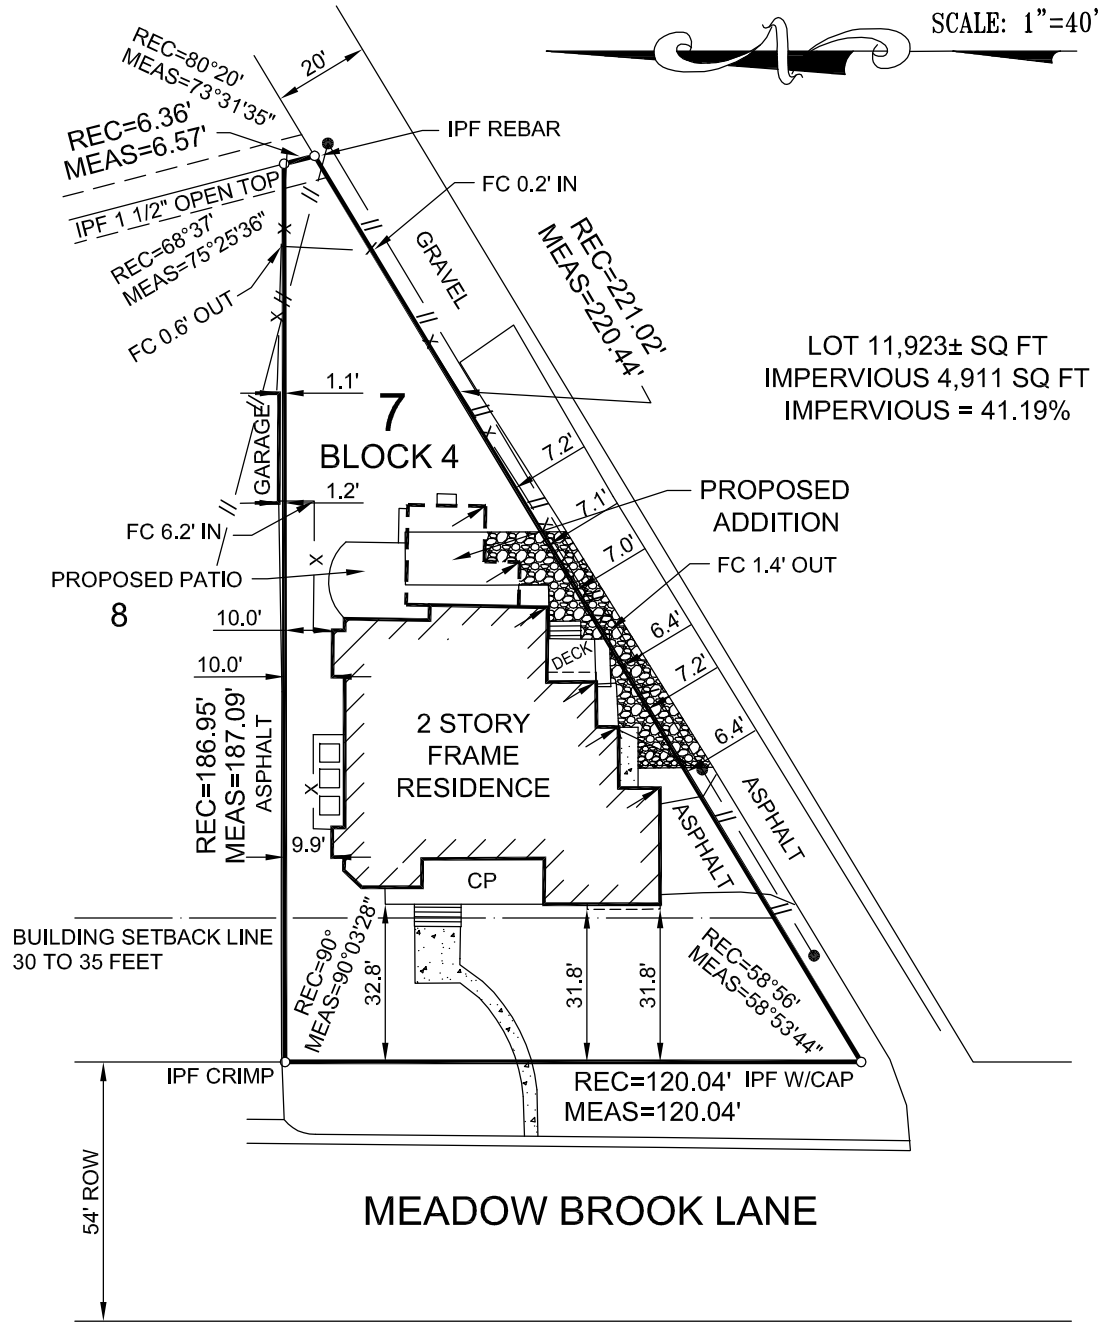 SCALE: 1"=40'
REC=80°20'
MEAS=73°31'35"
20'
REC=6.36'
MEAS=6.57'
IPF REBAR
IPF 1 1/2" OPEN TOP
FC 0.2' IN
REC=68°37'
MEAS=75°25'36"
GRAVEL
REC=221.02'
MEAS=220.44'
FC 0.6' OUT
LOT 11,923± SQ FT
IMPERVIOUS 4,911 SQ FT
IMPERVIOUS = 41.19%
1.1'
7
BLOCK 4
GARAGE
7.2'
1.2'
7.1'
PROPOSED
ADDITION
FC 6.2' IN
7.0'
FC 1.4' OUT
PROPOSED PATIO
8
10.0'
6.4'
DECK
10.0'
7.2'
REC=186.95'
MEAS=187.09'
ASPHALT
2 STORY
FRAME
RESIDENCE
6.4'
ASPHALT
ASPHALT
9.9'
CP
BUILDING SETBACK LINE
30 TO 35 FEET
REC=90°
MEAS=90°03'28"
32.8'
31.8'
31.8'
REC=58°56'
MEAS=58°53'44"
IPF CRIMP
REC=120.04'
MEAS=120.04'
IPF W/CAP
54' ROW
MEADOW BROOK LANE